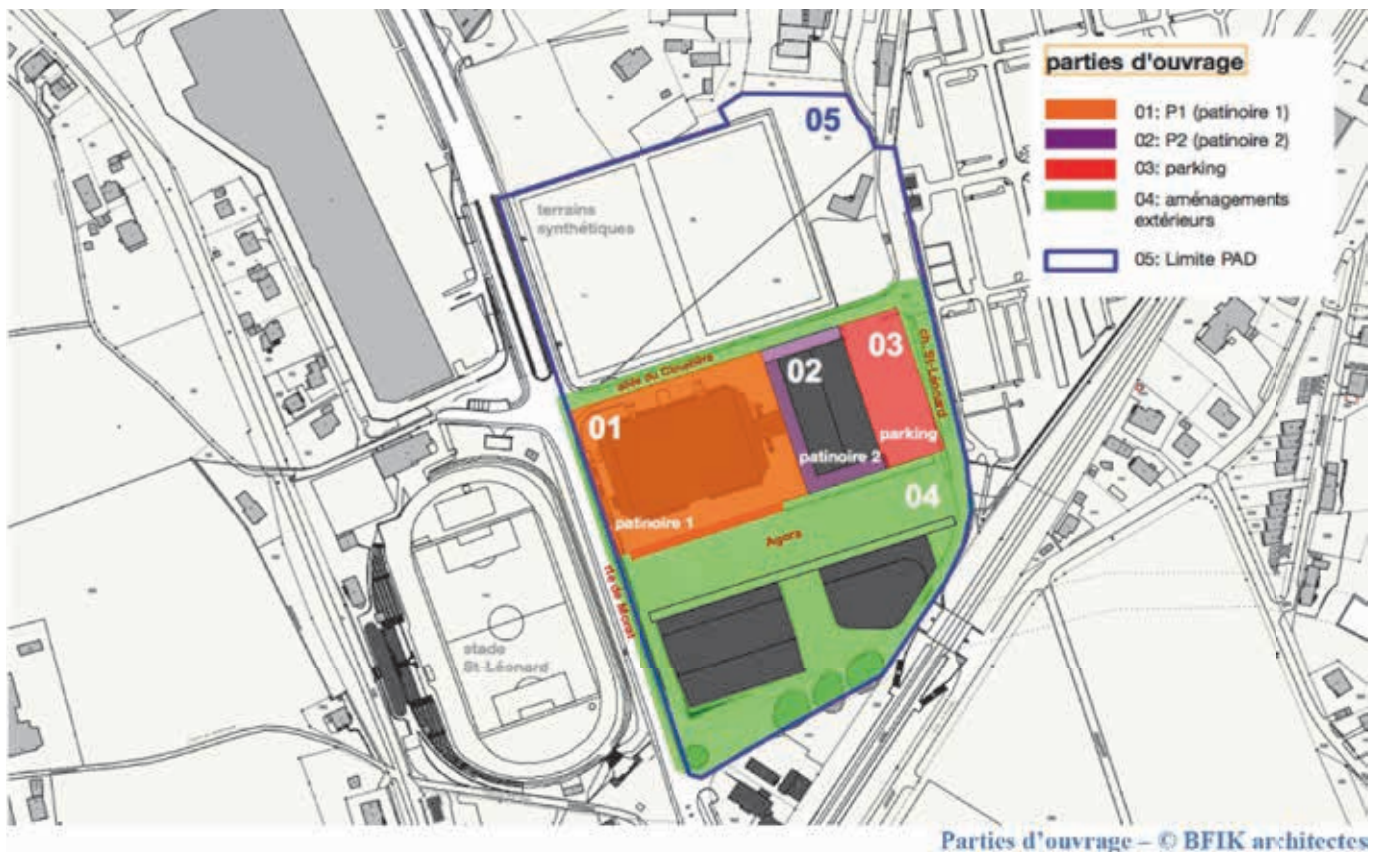 parties d'ouvrage
01: P1 (patinoire 1)
02: P2 (patinoire 2)
03: parking
04: aménagements
extérieurs
05: Limite PAD
05
terrains
synthétiques
03
02
allée du Cimetière
ch. St-Léonard
01
parking
patinoire 2
04
patinoire 1
Agora
rte de Morat
stade
St-Léonard
Parties d'ouvrage – © BFIK architectes